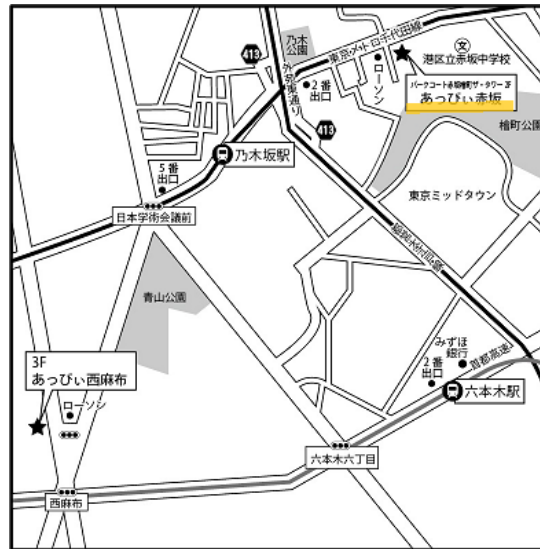 乃木
公園
413
外苑東通り
東京メトロ千代田線
2番
出口
ローソン
文
港区立赤坂中学校
パークコート赤坂檜町ザ・タワー 2F
あっぴぃ赤坂
檜町公園
413
乃木坂駅
5番
出口
日本学術会議前
東京ミッドタウン
青山公園
3F
あっぴぃ西麻布
ローソン
みずほ
銀行
2番
出口
首都高速
六本木駅
六本木六丁目
西麻布